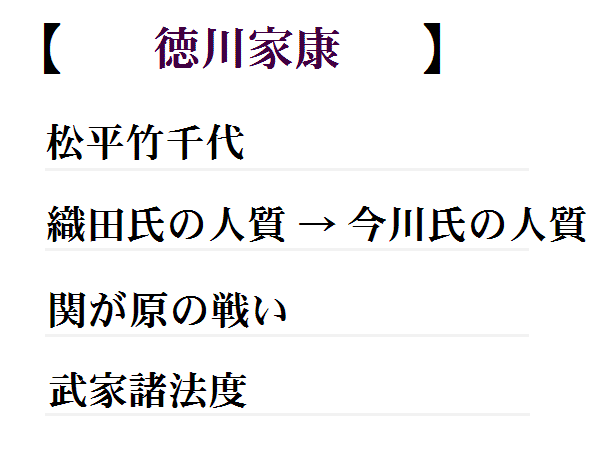 【 徳川家康 】
松平竹千代
織田氏の人質 → 今川氏の人質
関が原の戦い
武家諸法度